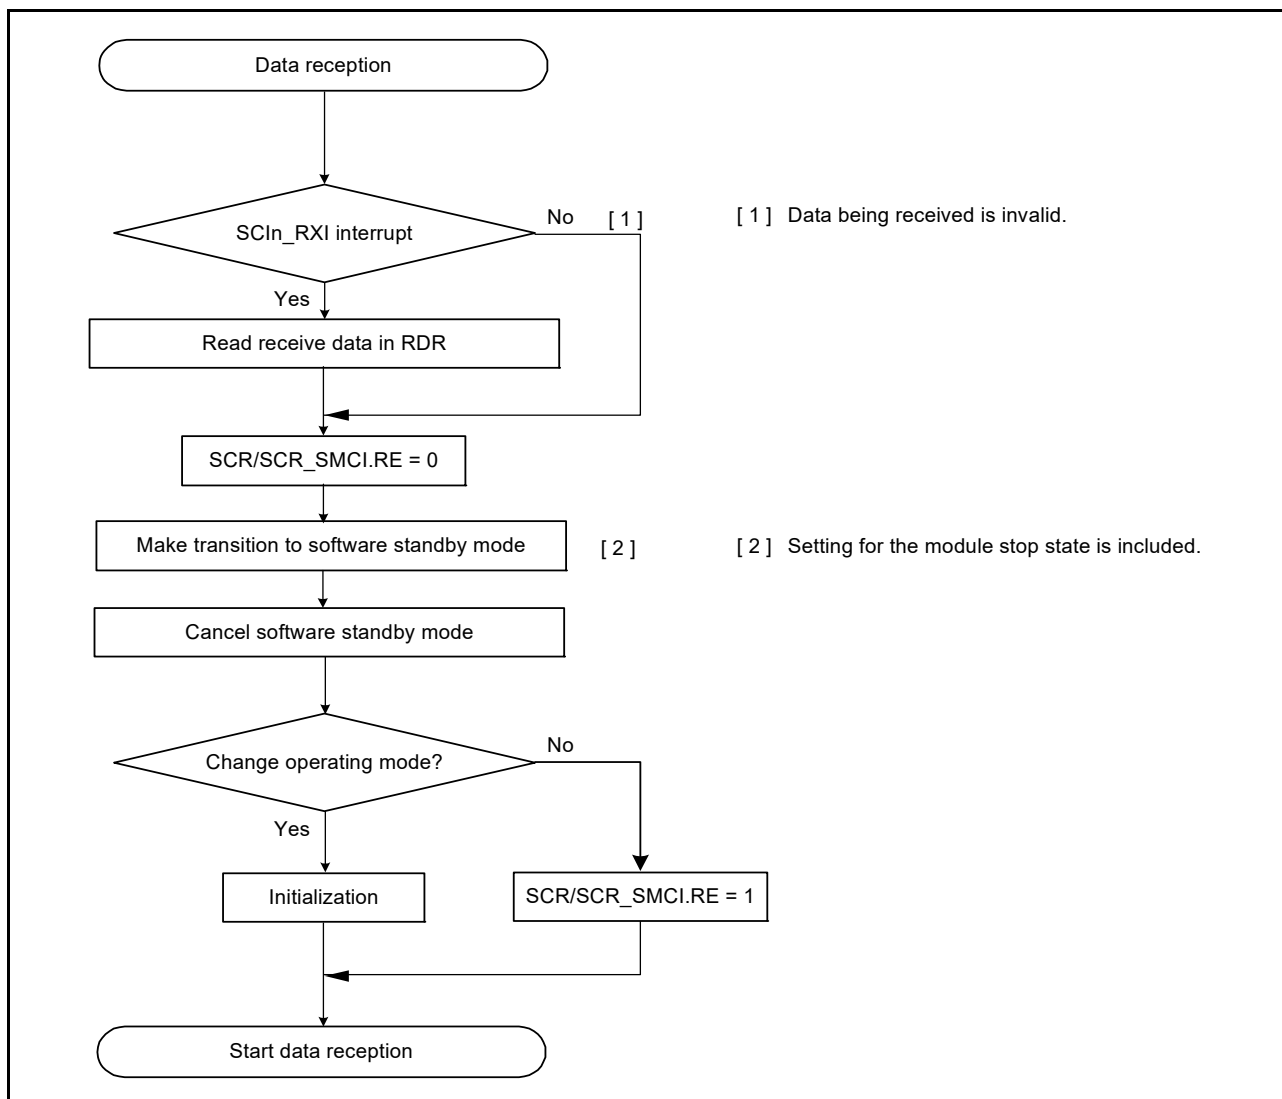 Data reception
SCIn_RXI interrupt
No
[ 1 ]
[ 1 ] Data being received is invalid.
Yes
Read receive data in RDR
SCR/SCR_SMCI.RE = 0
Make transition to software standby mode
[ 2 ]
[ 2 ] Setting for the module stop state is included.
Cancel software standby mode
Change operating mode?
No
Yes
Initialization
SCR/SCR_SMCI.RE = 1
Start data reception